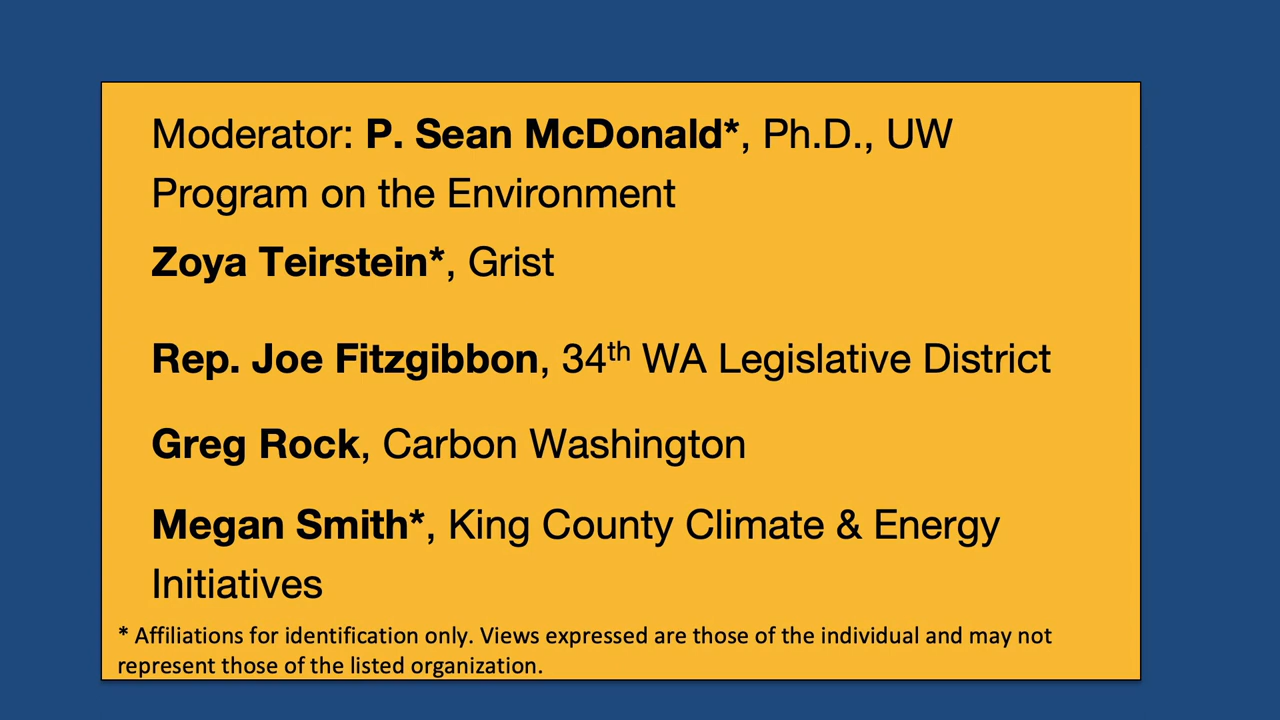 Moderator: P. Sean McDonald*, Ph.D., UW
Program on the Environment
Zoya Teirstein*, Grist
Rep. Joe Fitzgibbon, 34th WA Legislative District
Greg Rock, Carbon Washington
Megan Smith*, King County Climate & Energy
Initiatives
* Affiliations for identification only. Views expressed are those of the individual and may not
represent those of the listed organization.